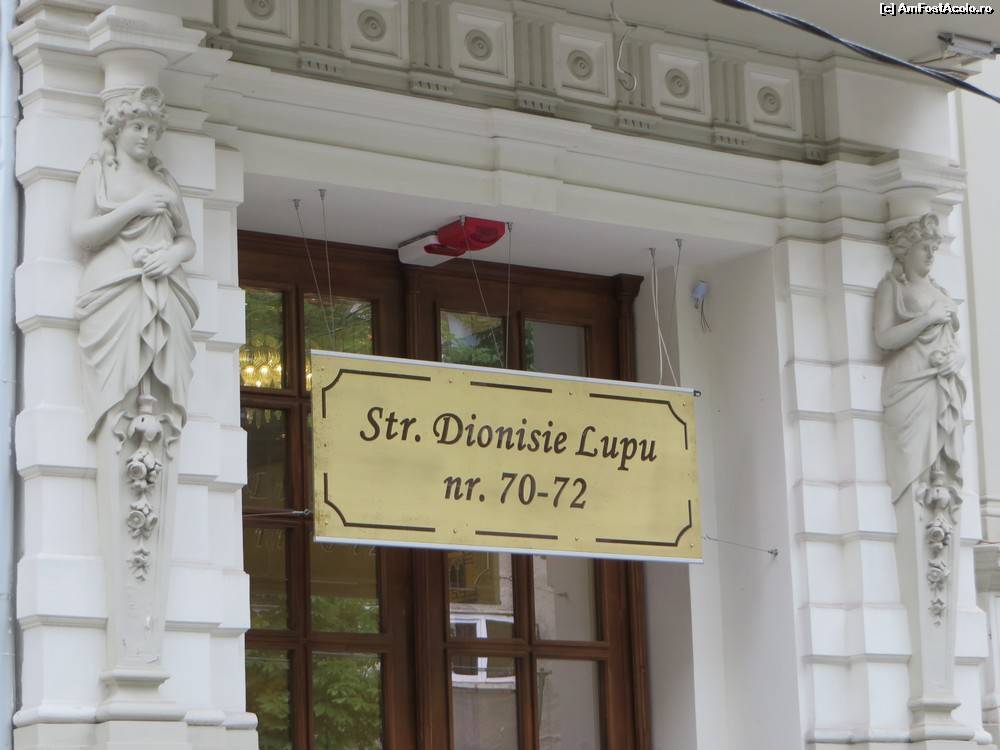 [c] AmFostAcolo.ro
Str. Dionisie Lupu
nr. 70-72